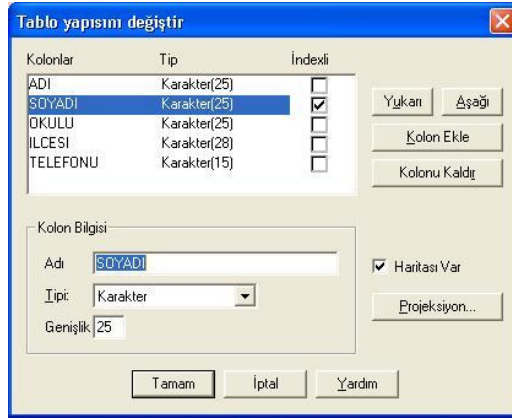 Tablo yapısını değiştir
Kolonlar Tip İndexli
ADI Karakter(25)
SOYADI Karakter(25)
OKULU Karakter(25)
ILCESI Karakter(28)
TELEFONU Karakter(15)
Yukarı Aşağı
Kolon Ekle
Kolonu Kaldır
Kolon Bilgisi
Adı SOYADI
Haritası Var
Tipi: Karakter
Projeksiyon...
Genişlik 25
Tamam İptal Yardım